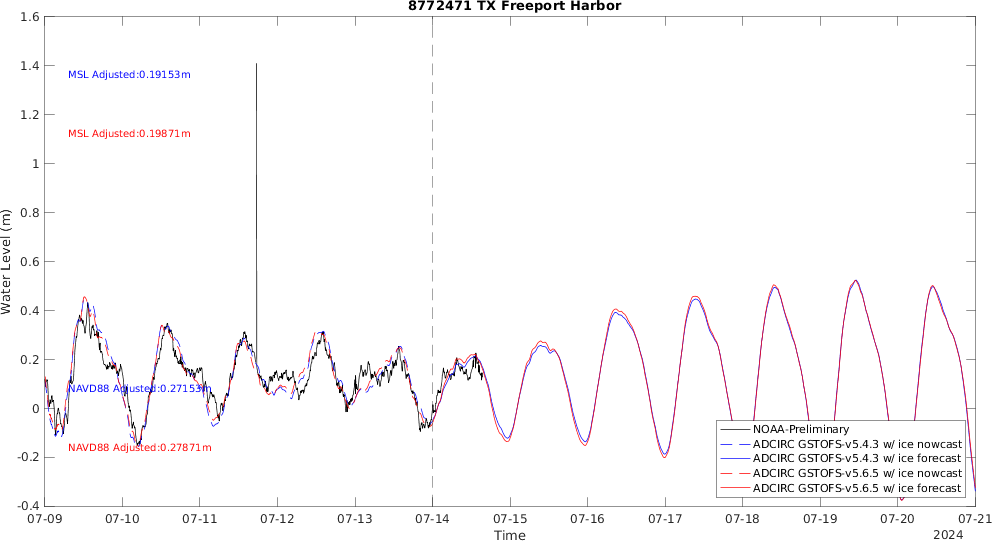 8772471 TX Freeport Harbor
1.6
1.4
1.2
1
0.8
0.6
0.4
0.2
0
-0.2
-0.4
Water Level (m)
MSL Adjusted:0.19153m
MSL Adjusted:0.19871m
NAVD88 Adjusted:0.27153m
NAVD88 Adjusted:0.27871m
NOAA-Preliminary
ADCIRC GSTOFS-v5.4.3 w/ ice nowcast
ADCIRC GSTOFS-v5.4.3 w/ ice forecast
ADCIRC GSTOFS-v5.6.5 w/ ice nowcast
ADCIRC GSTOFS-v5.6.5 w/ ice forecast
07-09 07-10 07-11 07-12 07-13 07-14 07-15 07-16 07-17 07-18 07-19 07-20 07-21
Time
2024